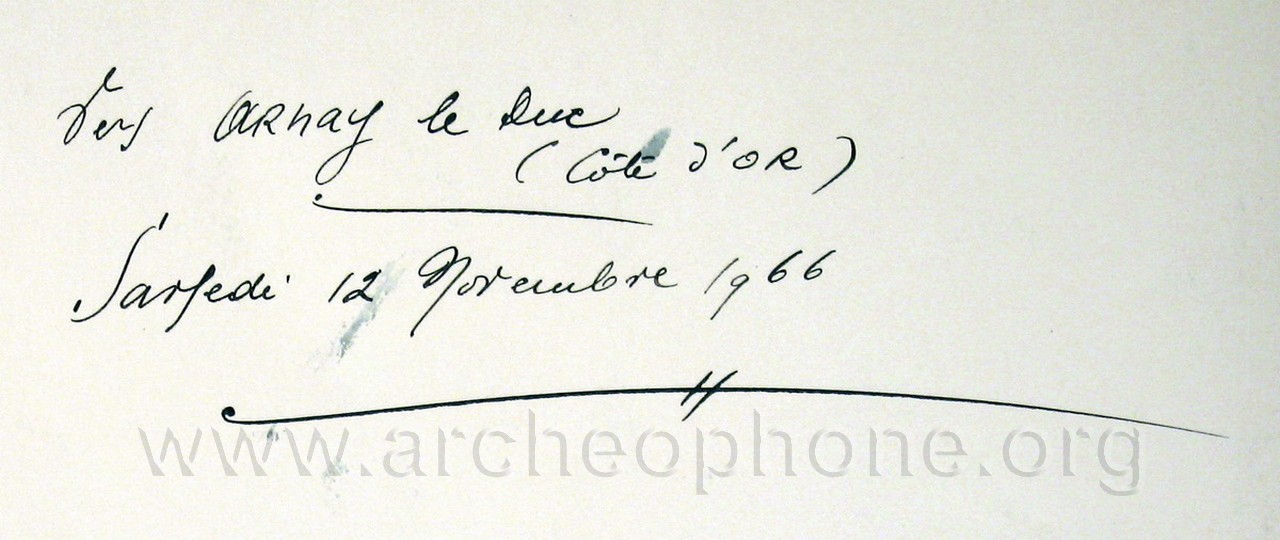 Vers ARNAY le Duc
(Côte d'OR)
Samedi 12 Novembre 1966
www.archeophone.org